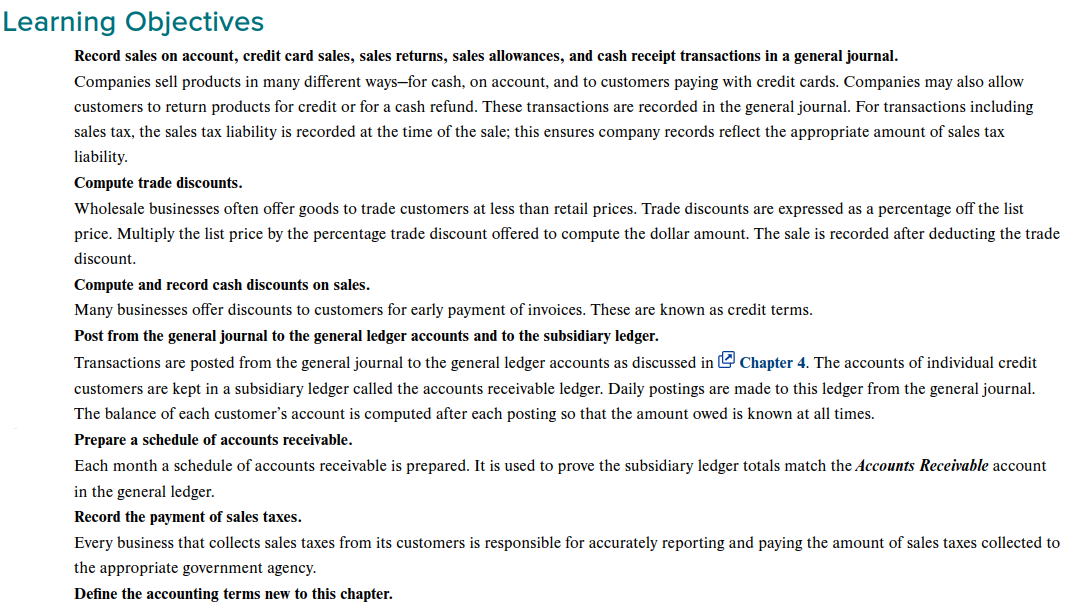 Learning Objectives
Record sales on account, credit card sales, sales returns, sales allowances, and cash receipt transactions in a general journal.
Companies sell products in many different ways—for cash, on account, and to customers paying with credit cards. Companies may also allow
customers to return products for credit or for a cash refund. These transactions are recorded in the general journal. For transactions including
sales tax, the sales tax liability is recorded at the time of the sale; this ensures company records reflect the appropriate amount of sales tax
liability.
Compute trade discounts.
Wholesale businesses often offer goods to trade customers at less than retail prices. Trade discounts are expressed as a percentage off the list
price. Multiply the list price by the percentage trade discount offered to compute the dollar amount. The sale is recorded after deducting the trade
discount.
Compute and record cash discounts on sales.
Many businesses offer discounts to customers for early payment of invoices. These are known as credit terms.
Post from the general journal to the general ledger accounts and to the subsidiary ledger.
Transactions are posted from the general journal to the general ledger accounts as discussed in Chapter 4. The accounts of individual credit
customers are kept in a subsidiary ledger called the accounts receivable ledger. Daily postings are made to this ledger from the general journal.
The balance of each customer's account is computed after each posting so that the amount owed is known at all times.
Prepare a schedule of accounts receivable.
Each month a schedule of accounts receivable is prepared. It is used to prove the subsidiary ledger totals match the Accounts Receivable account
in the general ledger.
Record the payment of sales taxes.
Every business that collects sales taxes from its customers is responsible for accurately reporting and paying the amount of sales taxes collected to
the appropriate government agency.
Define the accounting terms new to this chapter.